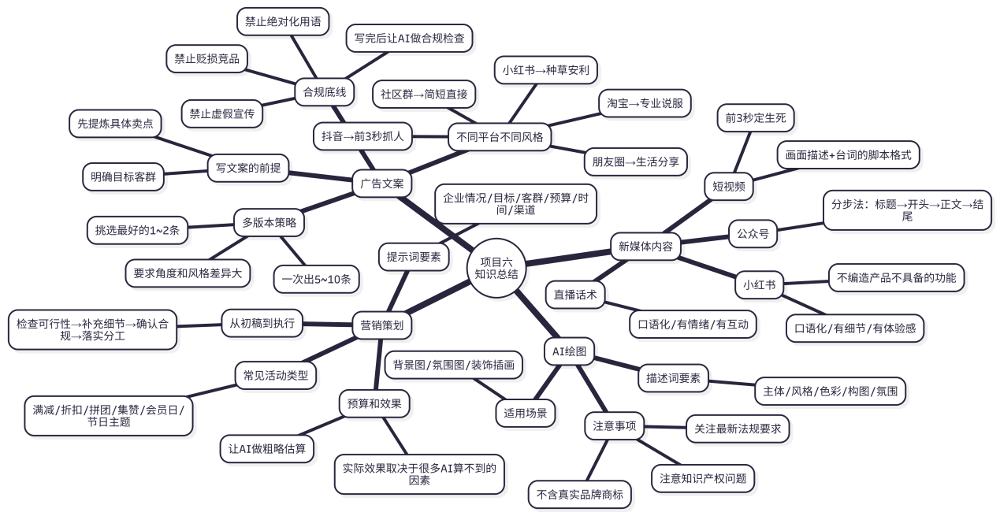 项目六
知识总结
广告文案
写文案的前提
先提炼具体卖点
明确目标客群
多版本策略
挑选最好的1~2条
要求角度和风格差异大
一次出5~10条
合规底线
禁止绝对化用语
写完后让AI做合规检查
禁止贬损竞品
禁止虚假宣传
不同平台不同风格
抖音→前3秒抓人
社区群→简短直接
小红书→种草安利
淘宝→专业说服
朋友圈→生活分享
新媒体内容
短视频
前3秒定生死
画面描述+台词的脚本格式
公众号
分步法：标题→开头→正文→结
尾
小红书
不编造产品不具备的功能
口语化/有细节/有体验感
直播话术
口语化/有情绪/有互动
AI绘图
描述词要素
主体/风格/色彩/构图/氛围
适用场景
背景图/氛围图/装饰插画
注意事项
关注最新法规要求
注意知识产权问题
不含真实品牌商标
营销策划
提示词要素
企业情况/目标/客群/预算/时
间/渠道
从初稿到执行
检查可行性→补充细节→确认合
规→落实分工
常见活动类型
满减/折扣/拼团/集赞/会员日/
节日主题
预算和效果
让AI做粗略估算
实际效果取决于很多AI算不到的
因素